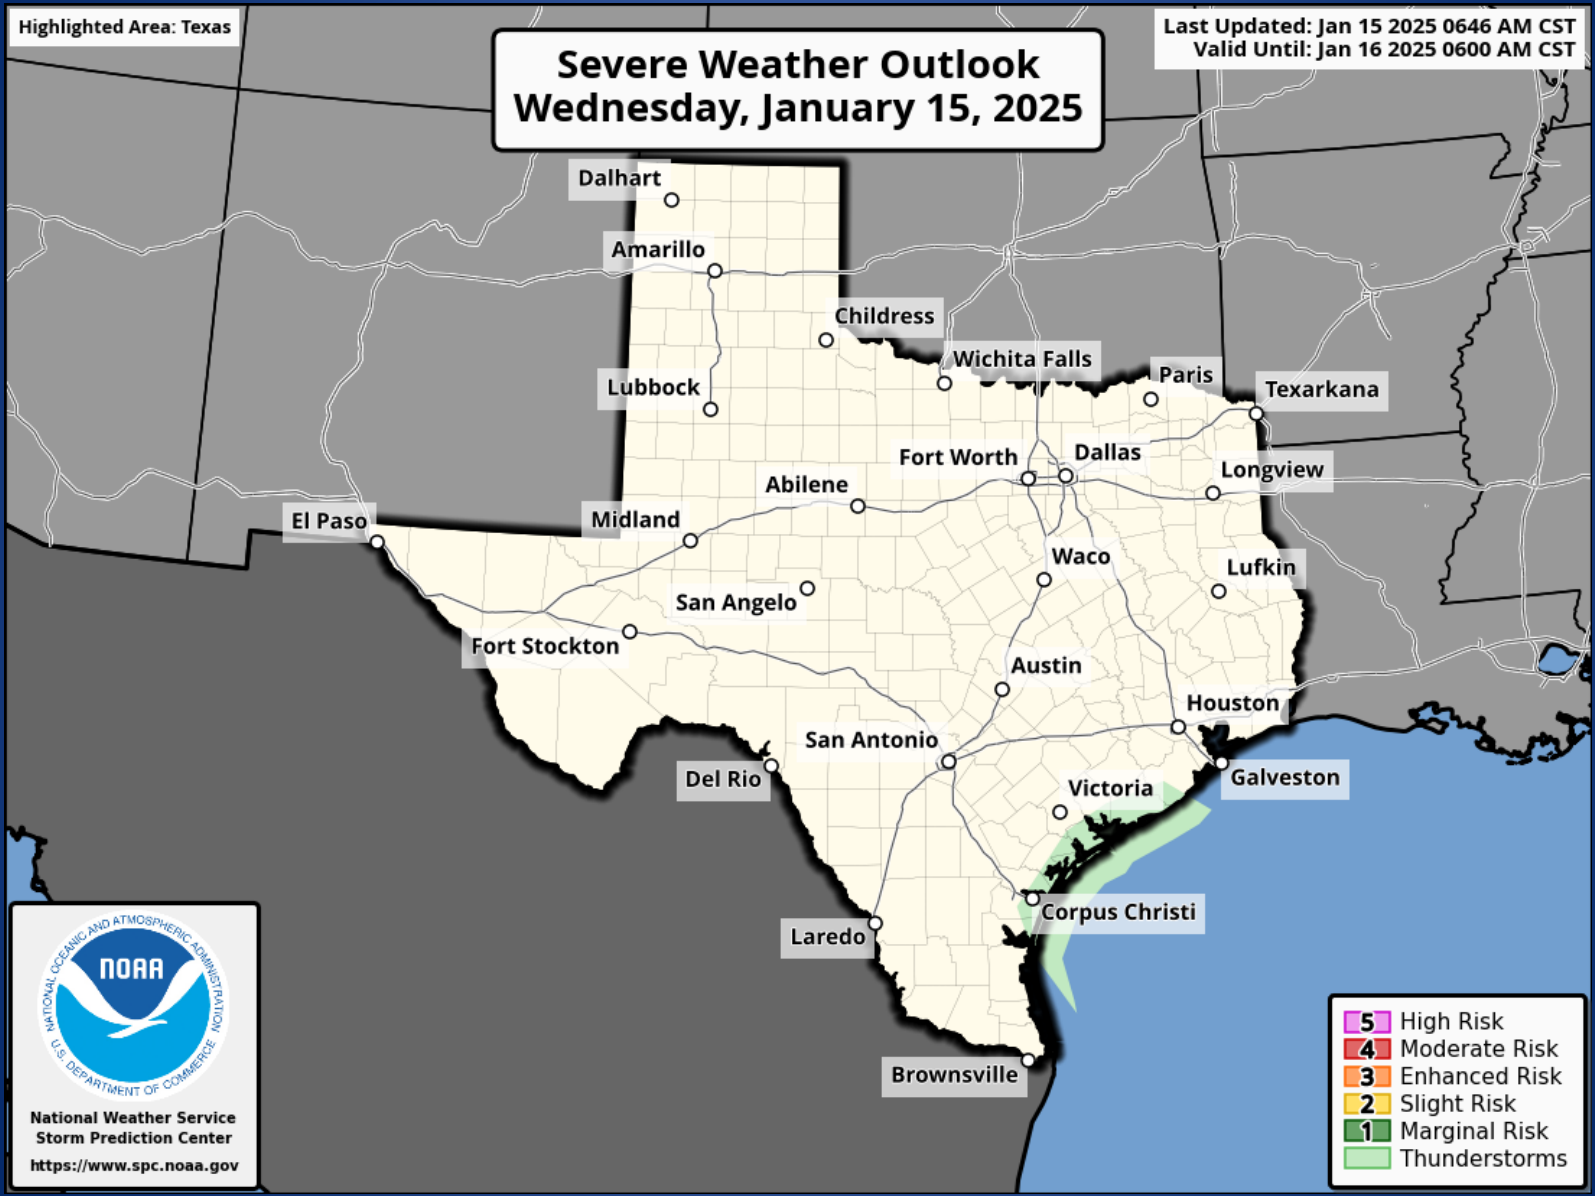 Highlighted Area: Texas
Last Updated: Jan 15 2025 0646 AM CST
Valid Until: Jan 16 2025 0600 AM CST
Severe Weather Outlook
Wednesday, January 15, 2025
Dalhart
Amarillo
Childress
Wichita Falls
Paris
Texarkana
Lubbock
Fort Worth
Dallas
Longview
Abilene
El Paso
Midland
Waco
Lufkin
San Angelo
Fort Stockton
Austin
Houston
San Antonio
Del Rio
Galveston
Victoria
Corpus Christi
Laredo
Brownsville
NATIONAL OCEANIC AND ATMOSPHERIC ADMINISTRATION
NOAA
U.S. DEPARTMENT OF COMMERCE
National Weather Service
Storm Prediction Center
https://www.spc.noaa.gov
5 High Risk
4 Moderate Risk
3 Enhanced Risk
2 Slight Risk
1 Marginal Risk
Thunderstorms